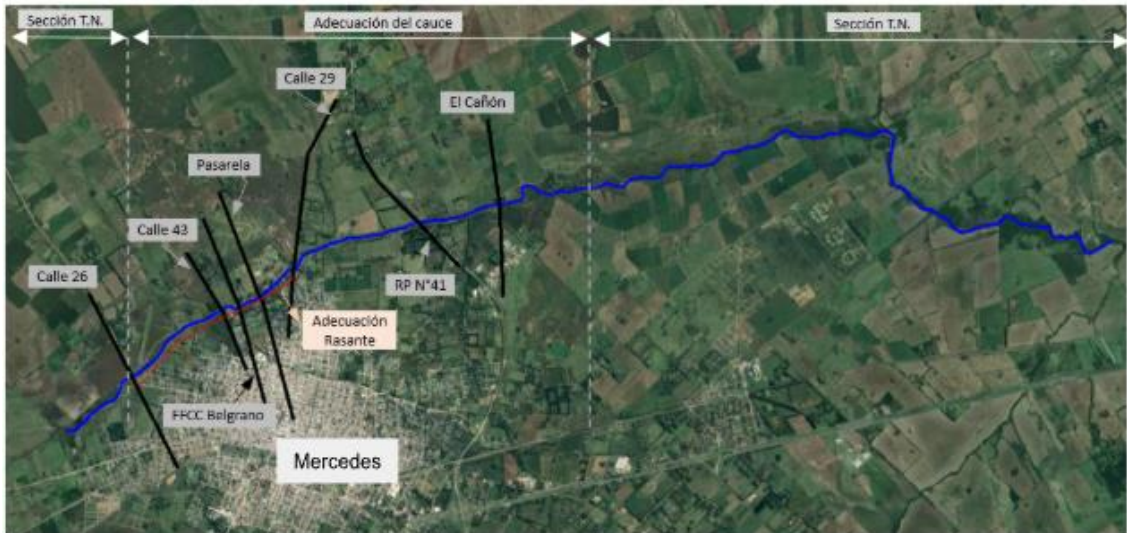 Sección T.N.
Adecuación del cauce
Sección T.N.
Calle 29
El Cañón
Pasarela
Calle 43
Calle 26
RP N°41
Adecuación
Rasante
FFCC Belgrano
Mercedes